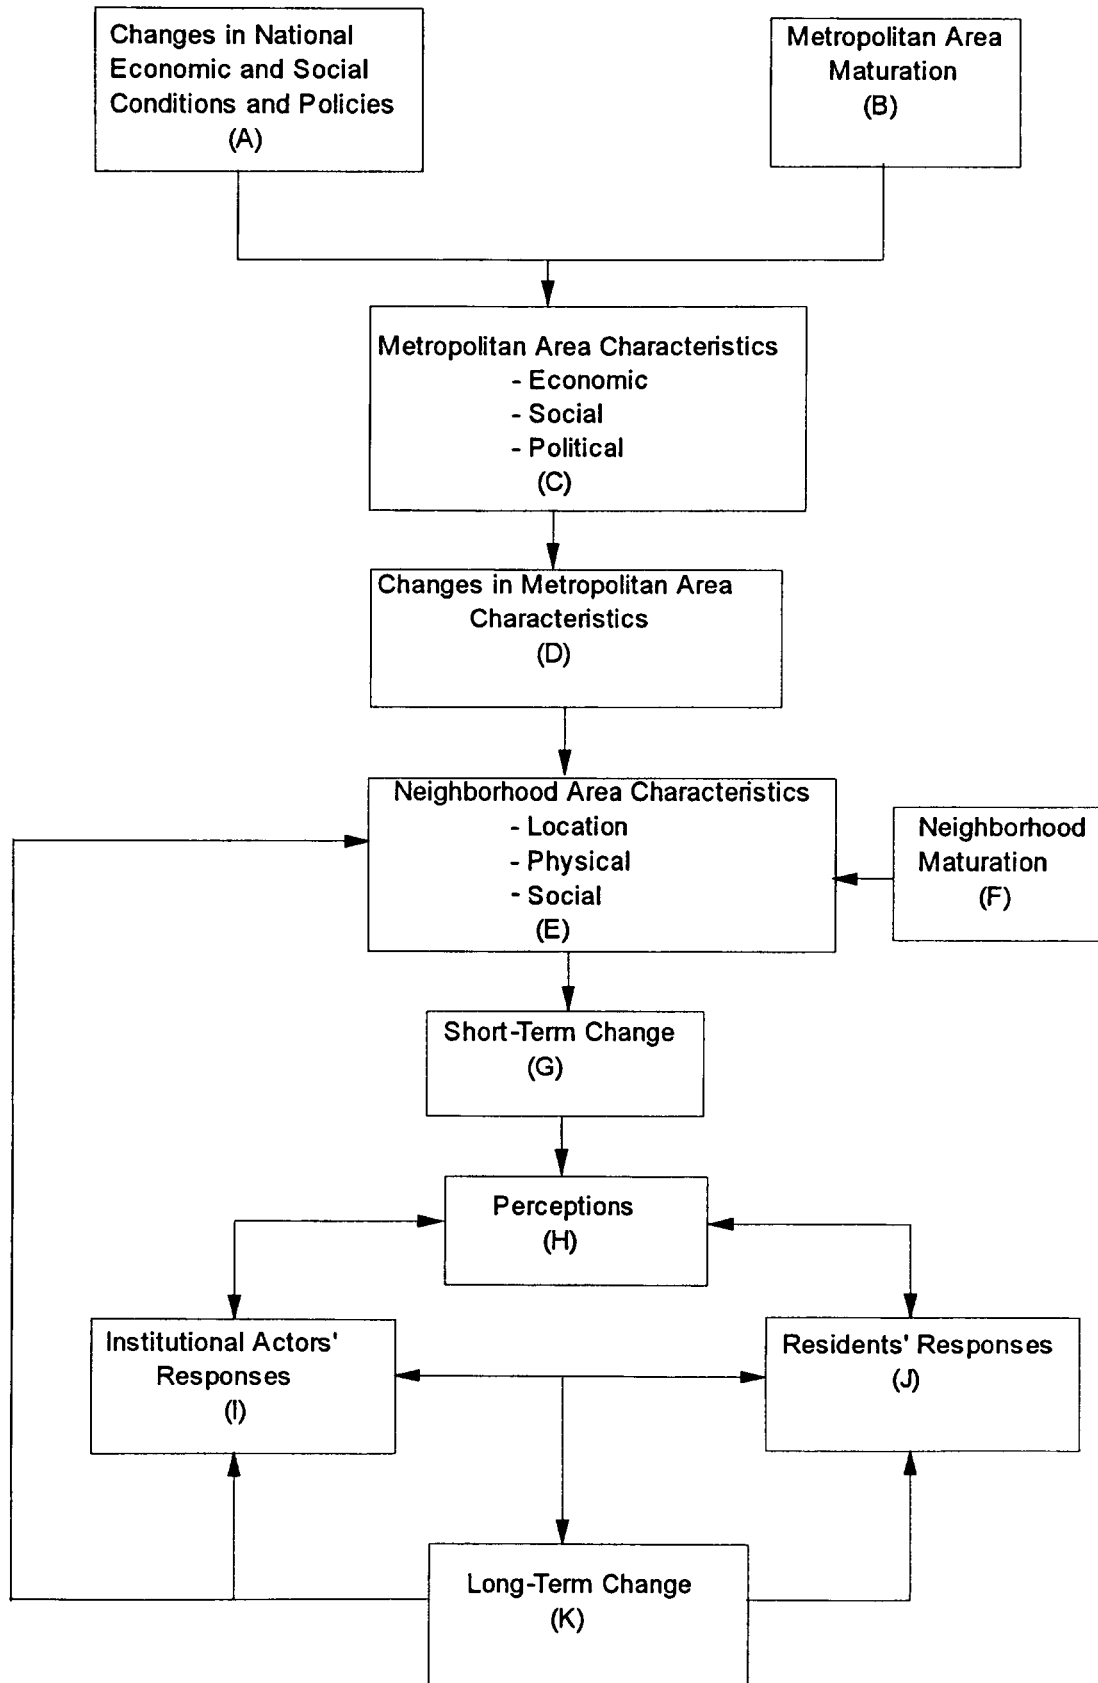 Changes in National
Economic and Social
Conditions and Policies
(A)
Metropolitan Area
Maturation
(B)
Metropolitan Area Characteristics
- Economic
- Social
- Political
(C)
Changes in Metropolitan Area
Characteristics
(D)
Neighborhood Area Characteristics
- Location
- Physical
- Social
(E)
Neighborhood
Maturation
(F)
Short-Term Change
(G)
Perceptions
(H)
Institutional Actors'
Responses
(I)
Residents' Responses
(J)
Long-Term Change
(K)